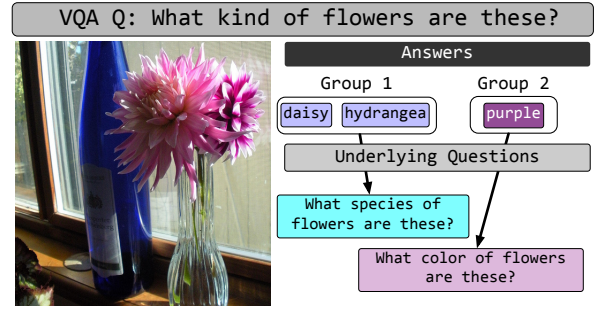 VQA Q: What kind of flowers are these?
Answers
Group 1
Group 2
daisy
hydrangea
purple
Underlying Questions
What species of
flowers are these?
What color of flowers
are these?